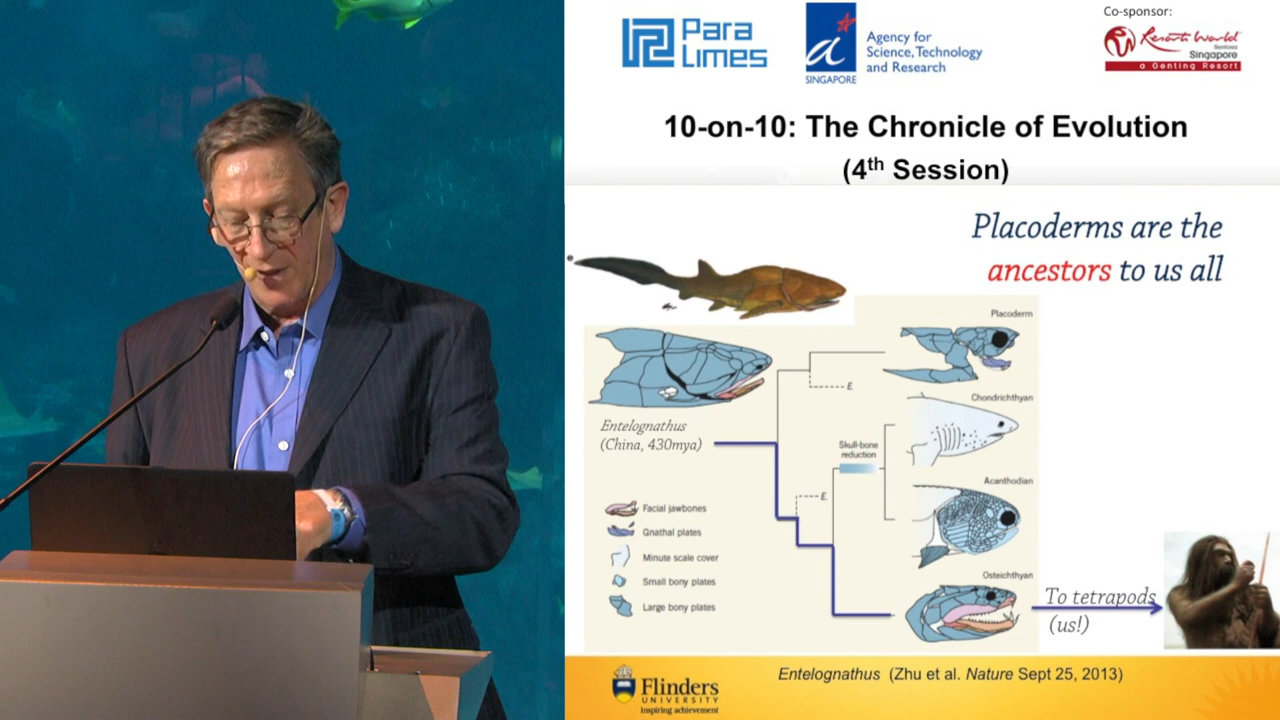 Para
Limes
Agency for
Science, Technology
and Research
SINGAPORE
Co-sponsor:
Resorts World
Sentosa
Singapore
a Genting Resort
10-on-10: The Chronicle of Evolution
(4th Session)
Placoderms are the
ancestors to us all
Placoderm
E
Chondrichthyan
Entelognathus
(China, 430mya)
Skull-bone
reduction
Acanthodian
E
Facial jawbones
Gnathal plates
Minute scale cover
Small bony plates
Large bony plates
Osteichthyan
To tetrapods
(us!)
Entelognathus (Zhu et al. Nature Sept 25, 2013)
Flinders
UNIVERSITY
inspiring achievement